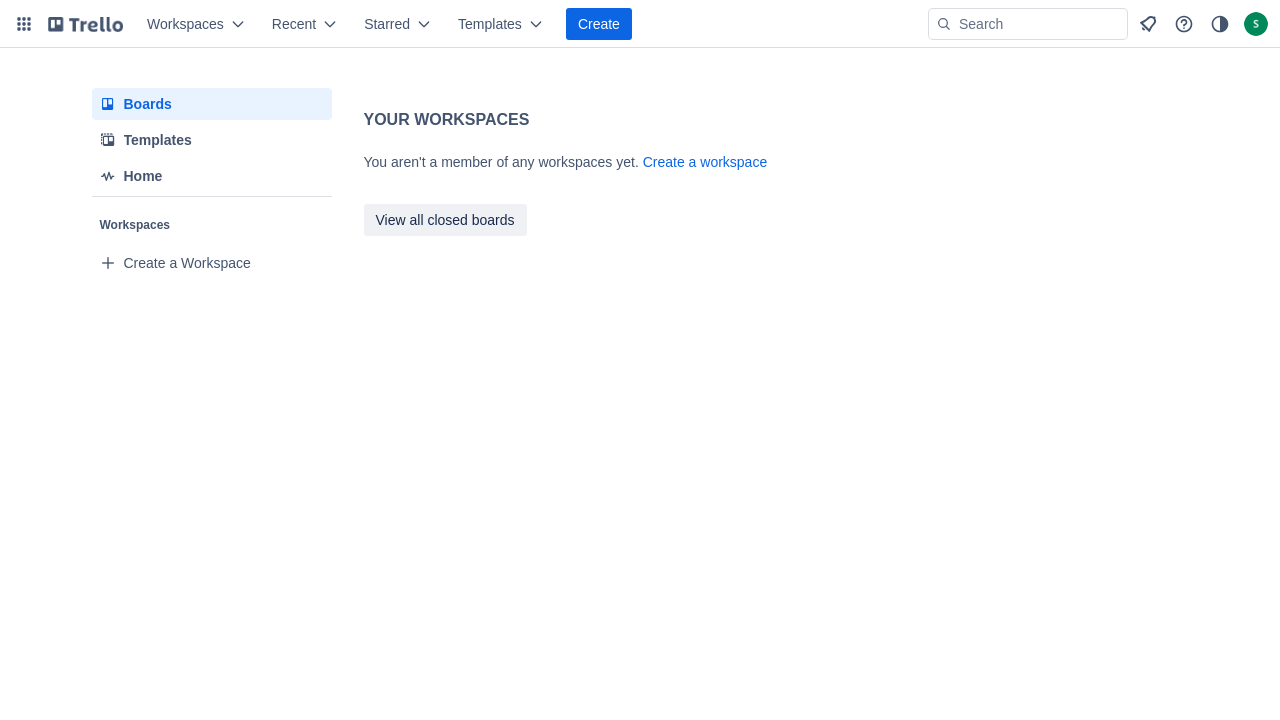 Trello
Workspaces
Recent
Starred
Templates
Create
Search
S
Boards
Templates
Home
Workspaces
Create a Workspace
YOUR WORKSPACES
You aren't a member of any workspaces yet. Create a workspace
View all closed boards